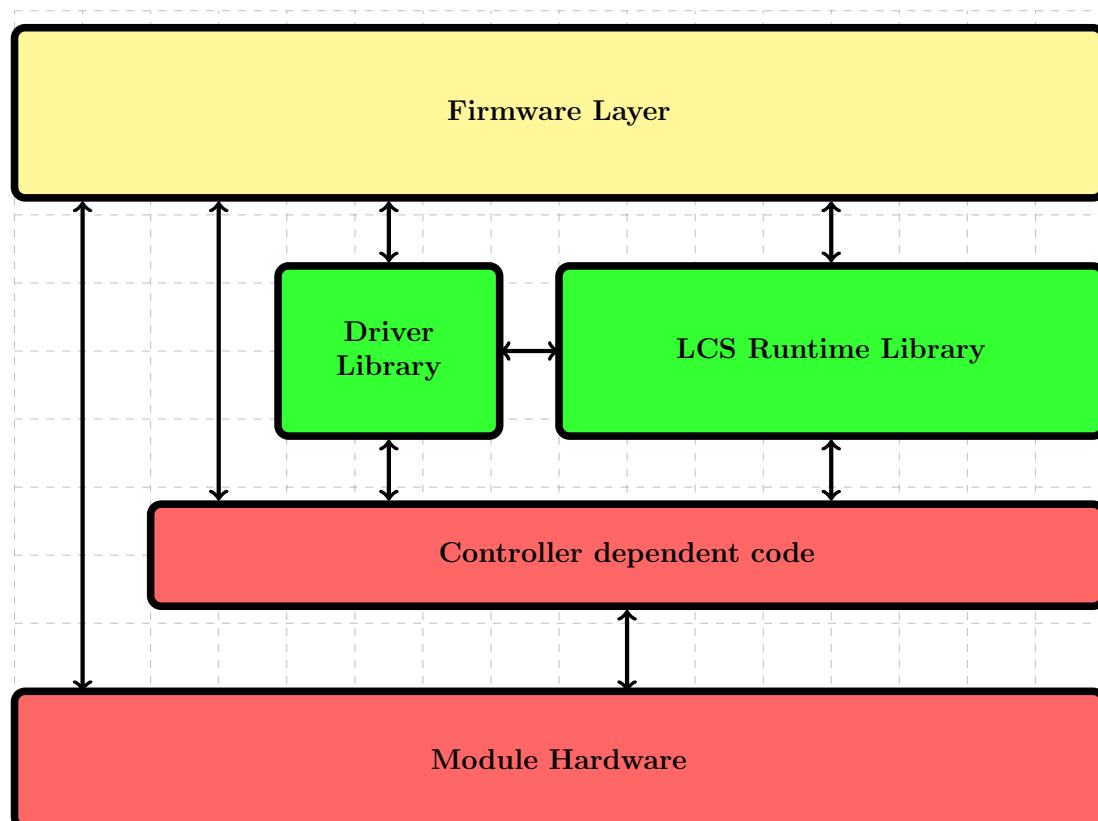 Firmware Layer
Driver
Library
LCS Runtime Library
Controller dependent code
Module Hardware